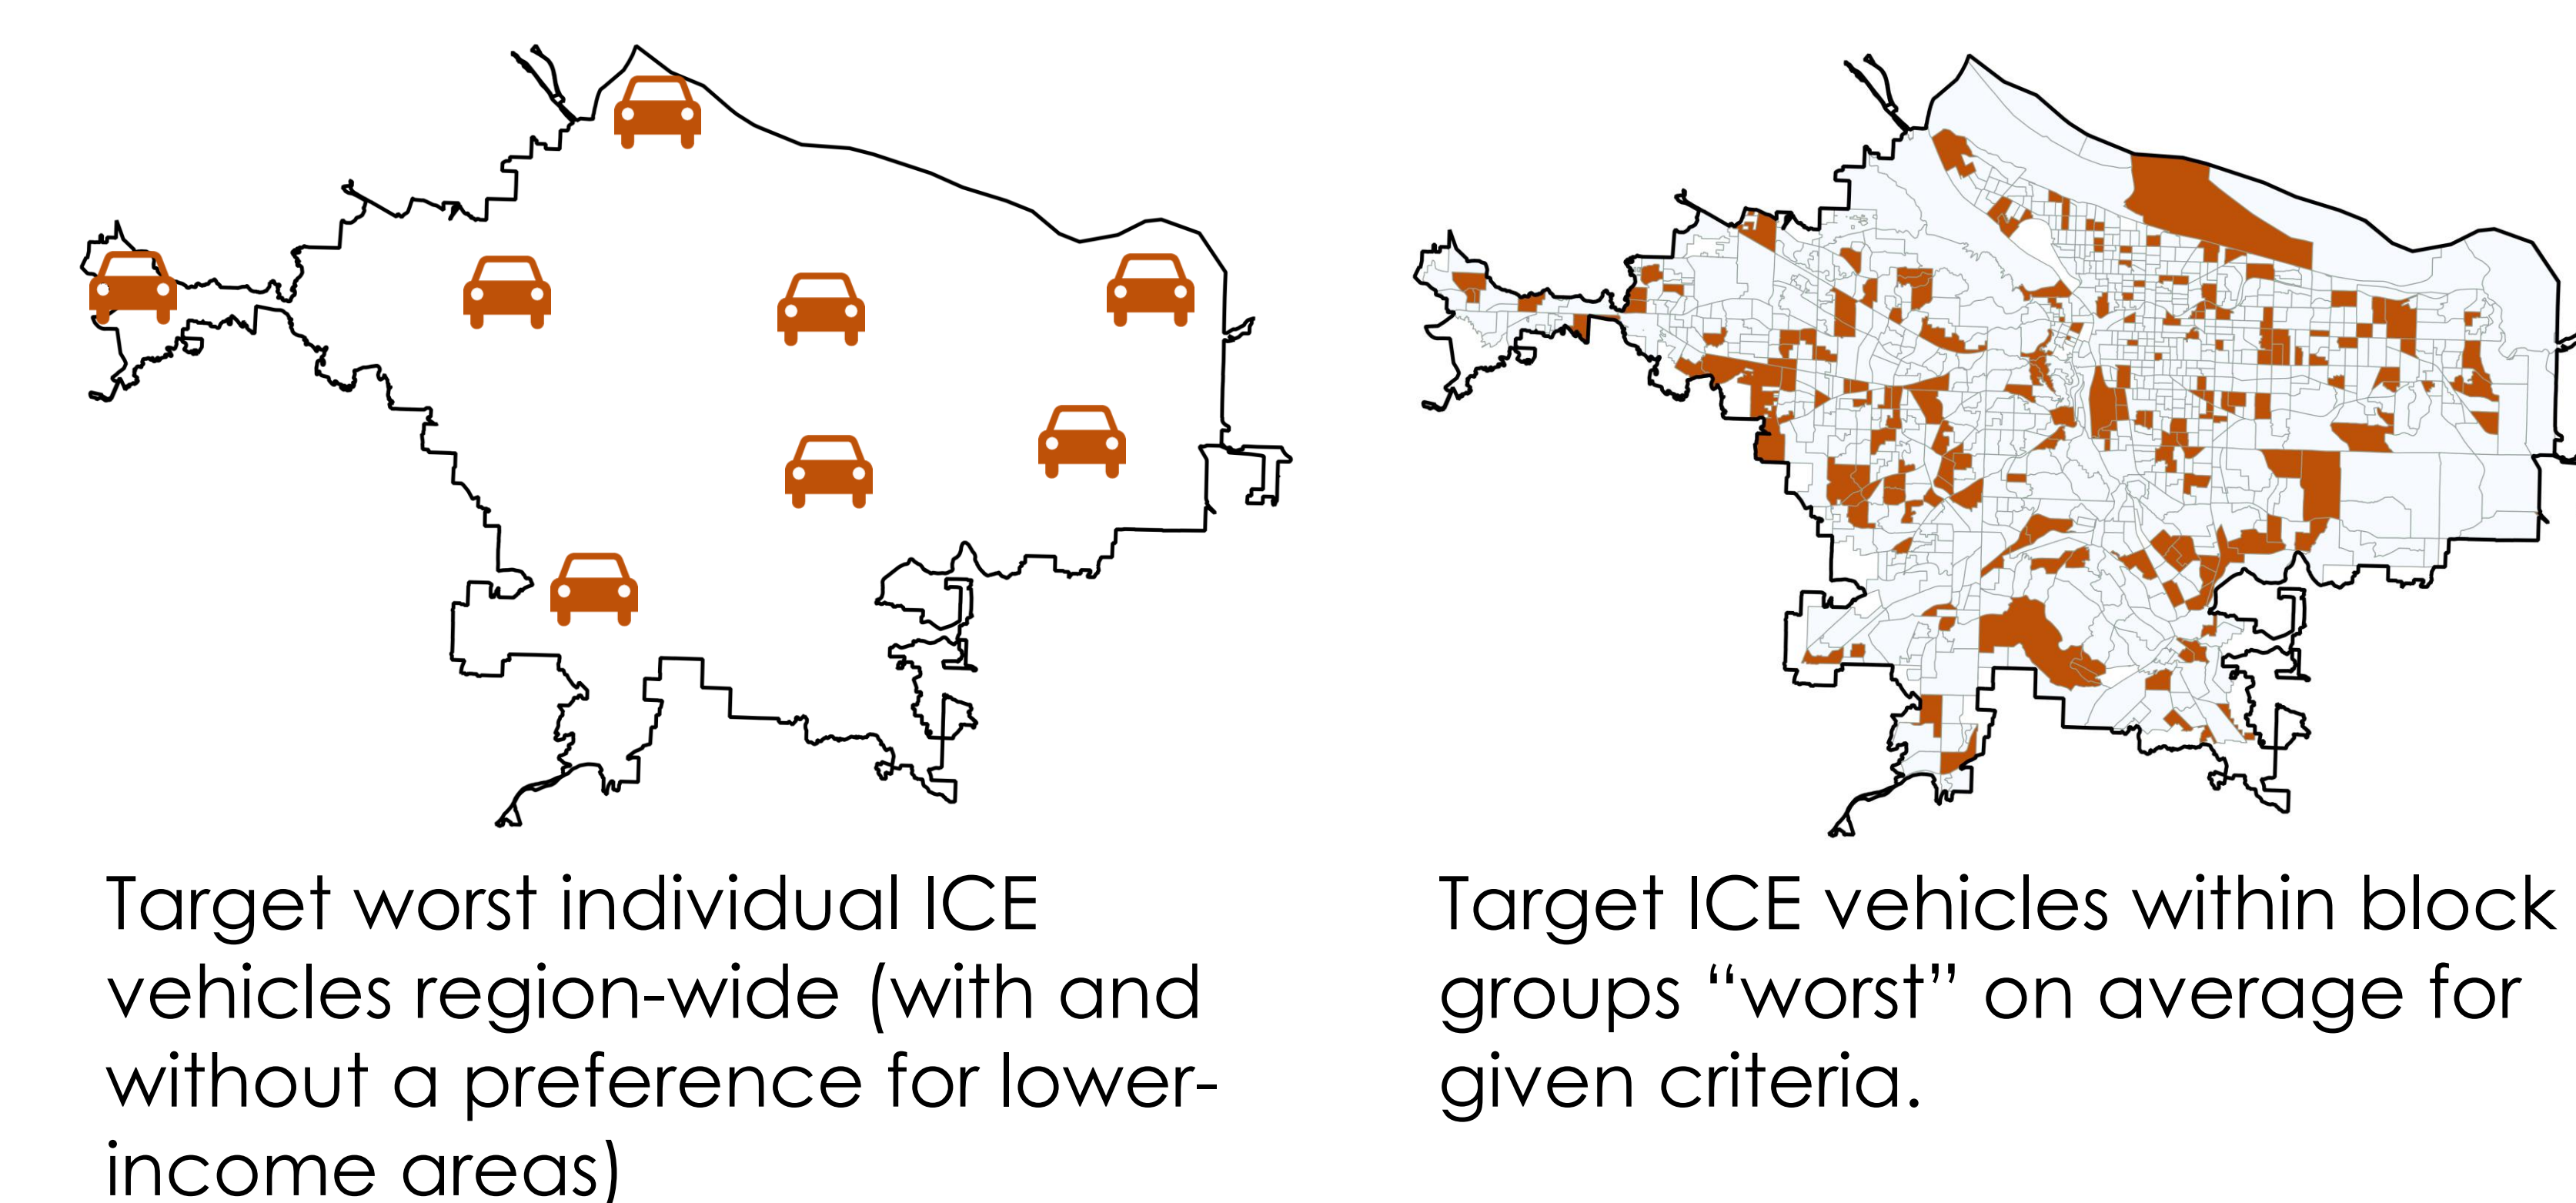 Target worst individual ICE
vehicles region-wide (with and
without a preference for lower-
income areas)
Target ICE vehicles within block
groups “worst” on average for
given criteria.